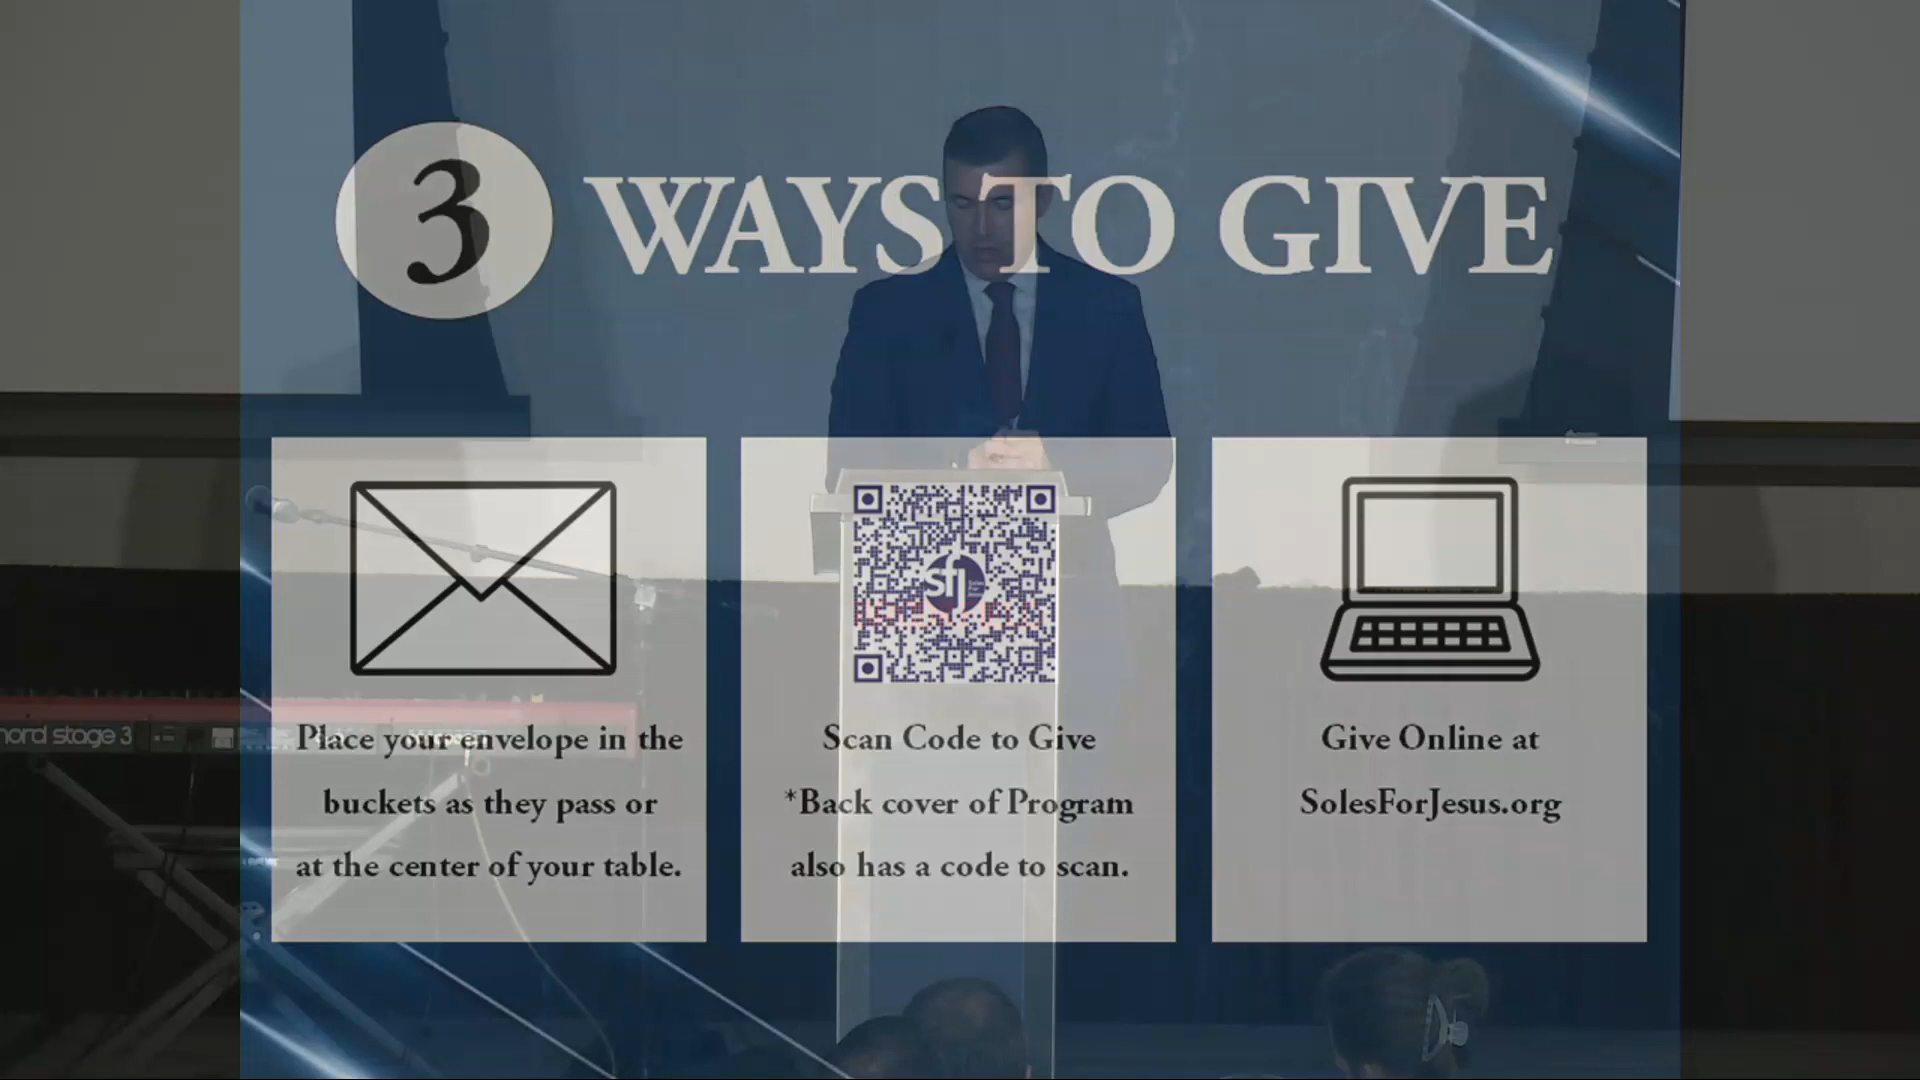 3 WAYS TO GIVE
Place your envelope in the
buckets as they pass or
at the center of your table.
sfj
Scan Code to Give
*Back cover of Program
also has a code to scan.
Give Online at
SolesForJesus.org
nord stage 3